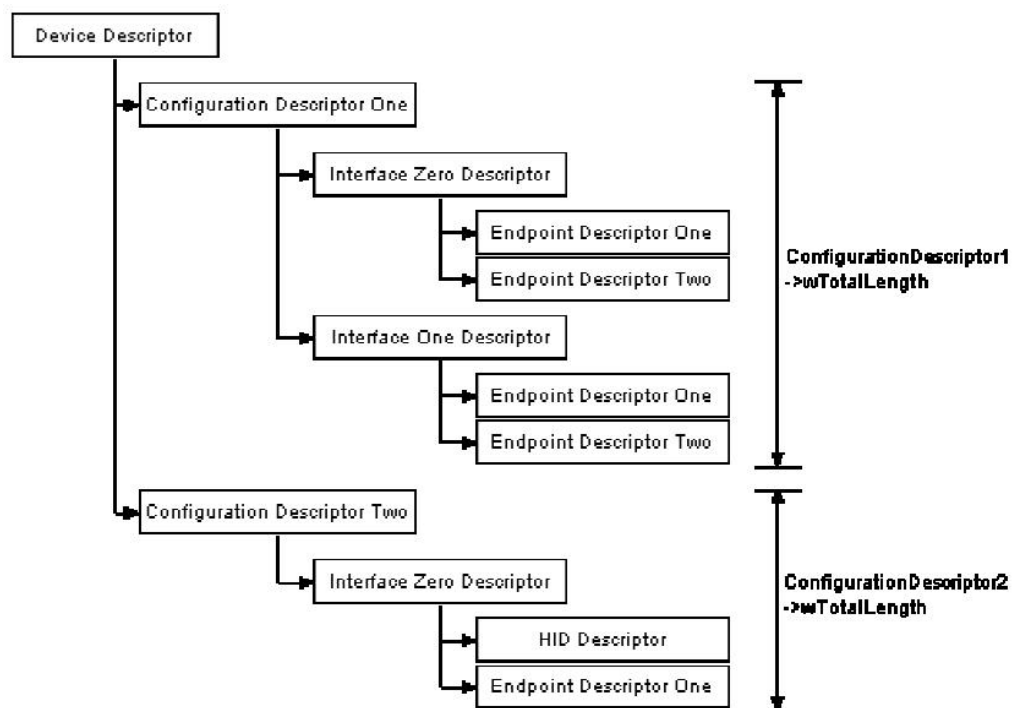 Device Descriptor
Configuration Descriptor One
Interface Zero Descriptor
Endpoint Descriptor One
Endpoint Descriptor Two
Interface One Descriptor
Endpoint Descriptor One
Endpoint Descriptor Two
ConfigurationDescriptor1
->wTotalLength
Configuration Descriptor Two
Interface Zero Descriptor
HID Descriptor
Endpoint Descriptor One
ConfigurationDescriptor2
->wTotalLength